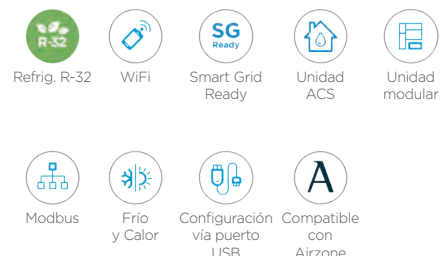 R-32
SG
Ready
Refrig. R-32
WiFi
Smart Grid
Ready
Unidad
ACS
Unidad
modular
A
Modbus
Frío
y Calor
Configuración
vía puerto
USB
Compatible
con
Airzone